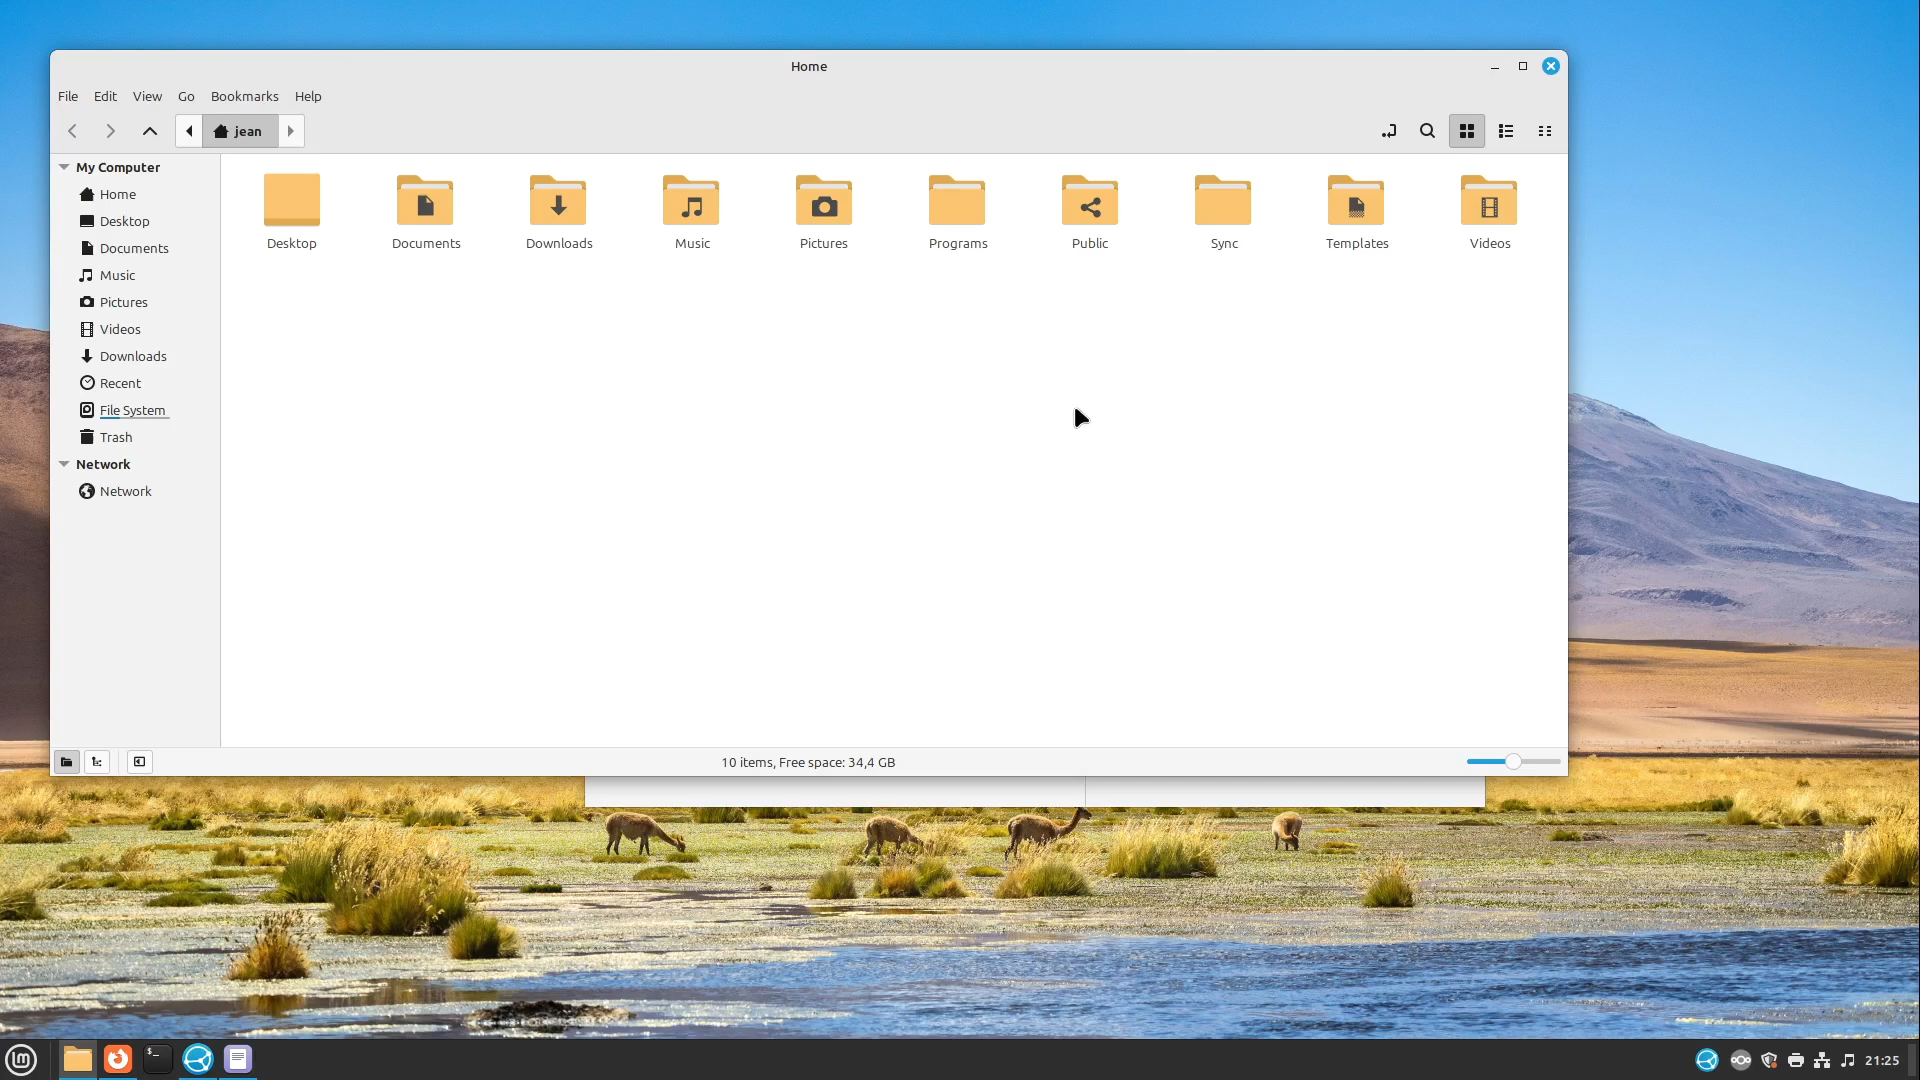 Home
File Edit View Go Bookmarks Help
jean
My Computer
Home
Desktop
Documents
Music
Pictures
Videos
Downloads
Recent
File System
Trash
Network
Network
Desktop Documents Downloads Music Pictures Programs Public Sync Templates Videos
10 items, Free space: 34,4 GB
$_
21:25